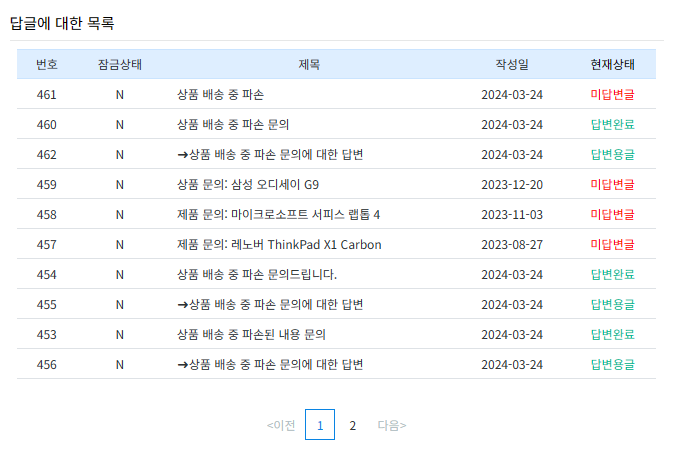 답글에 대한 목록
번호 잠금상태 제목 작성일 현재상태
461 N 상품 배송 중 파손 2024-03-24 미답변글
460 N 상품 배송 중 파손 문의 2024-03-24 답변완료
462 N →상품 배송 중 파손 문의에 대한 답변 2024-03-24 답변용글
459 N 상품 문의: 삼성 오디세이 G9 2023-12-20 미답변글
458 N 제품 문의: 마이크로소프트 서피스 랩톱 4 2023-11-03 미답변글
457 N 제품 문의: 레노버 ThinkPad X1 Carbon 2023-08-27 미답변글
454 N 상품 배송 중 파손 문의드립니다. 2024-03-24 답변완료
455 N →상품 배송 중 파손 문의에 대한 답변 2024-03-24 답변용글
453 N 상품 배송 중 파손된 내용 문의 2024-03-24 답변완료
456 N →상품 배송 중 파손 문의에 대한 답변 2024-03-24 답변용글
<이전 1 2 다음>